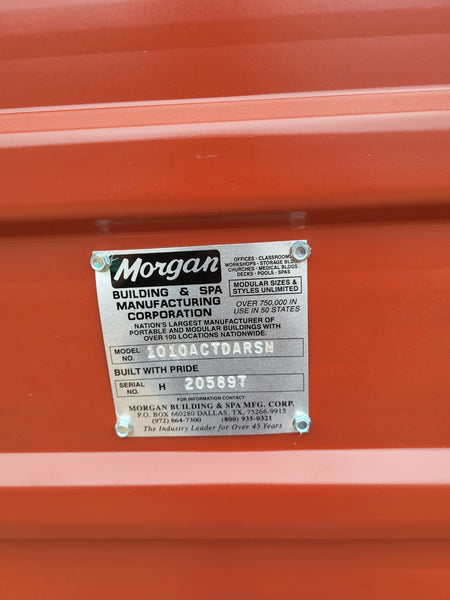 Morgan
BUILDING & SPA
MANUFACTURING
CORPORATION
OFFICES · CLASSROOMS
WORKSHOPS · STORAGE BLDGS.
CHURCHES · MEDICAL BLDGS.
DECKS · POOLS · SPAS
MODULAR SIZES &
STYLES UNLIMITED
OVER 750,000 IN
USE IN 50 STATES
NATION'S LARGEST MANUFACTURER OF
PORTABLE AND MODULAR BUILDINGS WITH
OVER 100 LOCATIONS NATIONWIDE.
MODEL NO. 1010ACTDARSN
BUILT WITH PRIDE
SERIAL NO. H 205897
FOR INFORMATION CONTACT
MORGAN BUILDING & SPA MFG. CORP.
P.O. BOX 660280 DALLAS, TX. 75266-9915
(972) 864-7300 (800) 935-0321
The Industry Leader for Over 45 Years